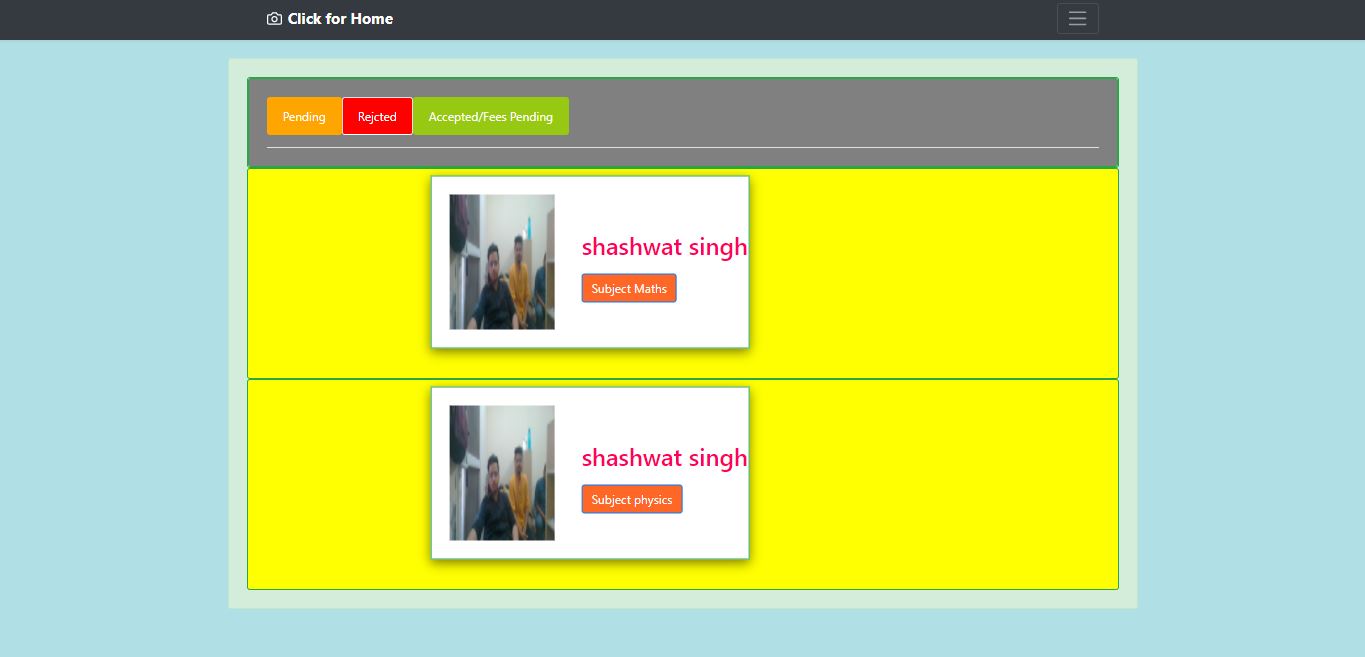 Click for Home
Pending Rejcted Accepted/Fees Pending
shashwat singh
Subject Maths
shashwat singh
Subject physics